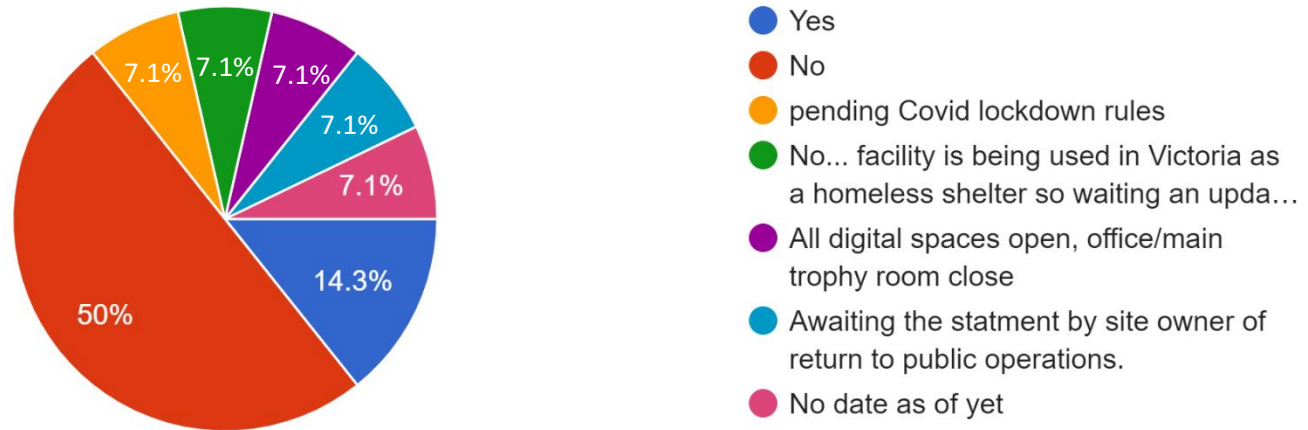 7.1%
7.1%
7.1%
7.1%
7.1%
14.3%
50%
Yes
No
pending Covid lockdown rules
No... facility is being used in Victoria as
a homeless shelter so waiting an upda...
All digital spaces open, office/main
trophy room close
Awaiting the statment by site owner of
return to public operations.
No date as of yet